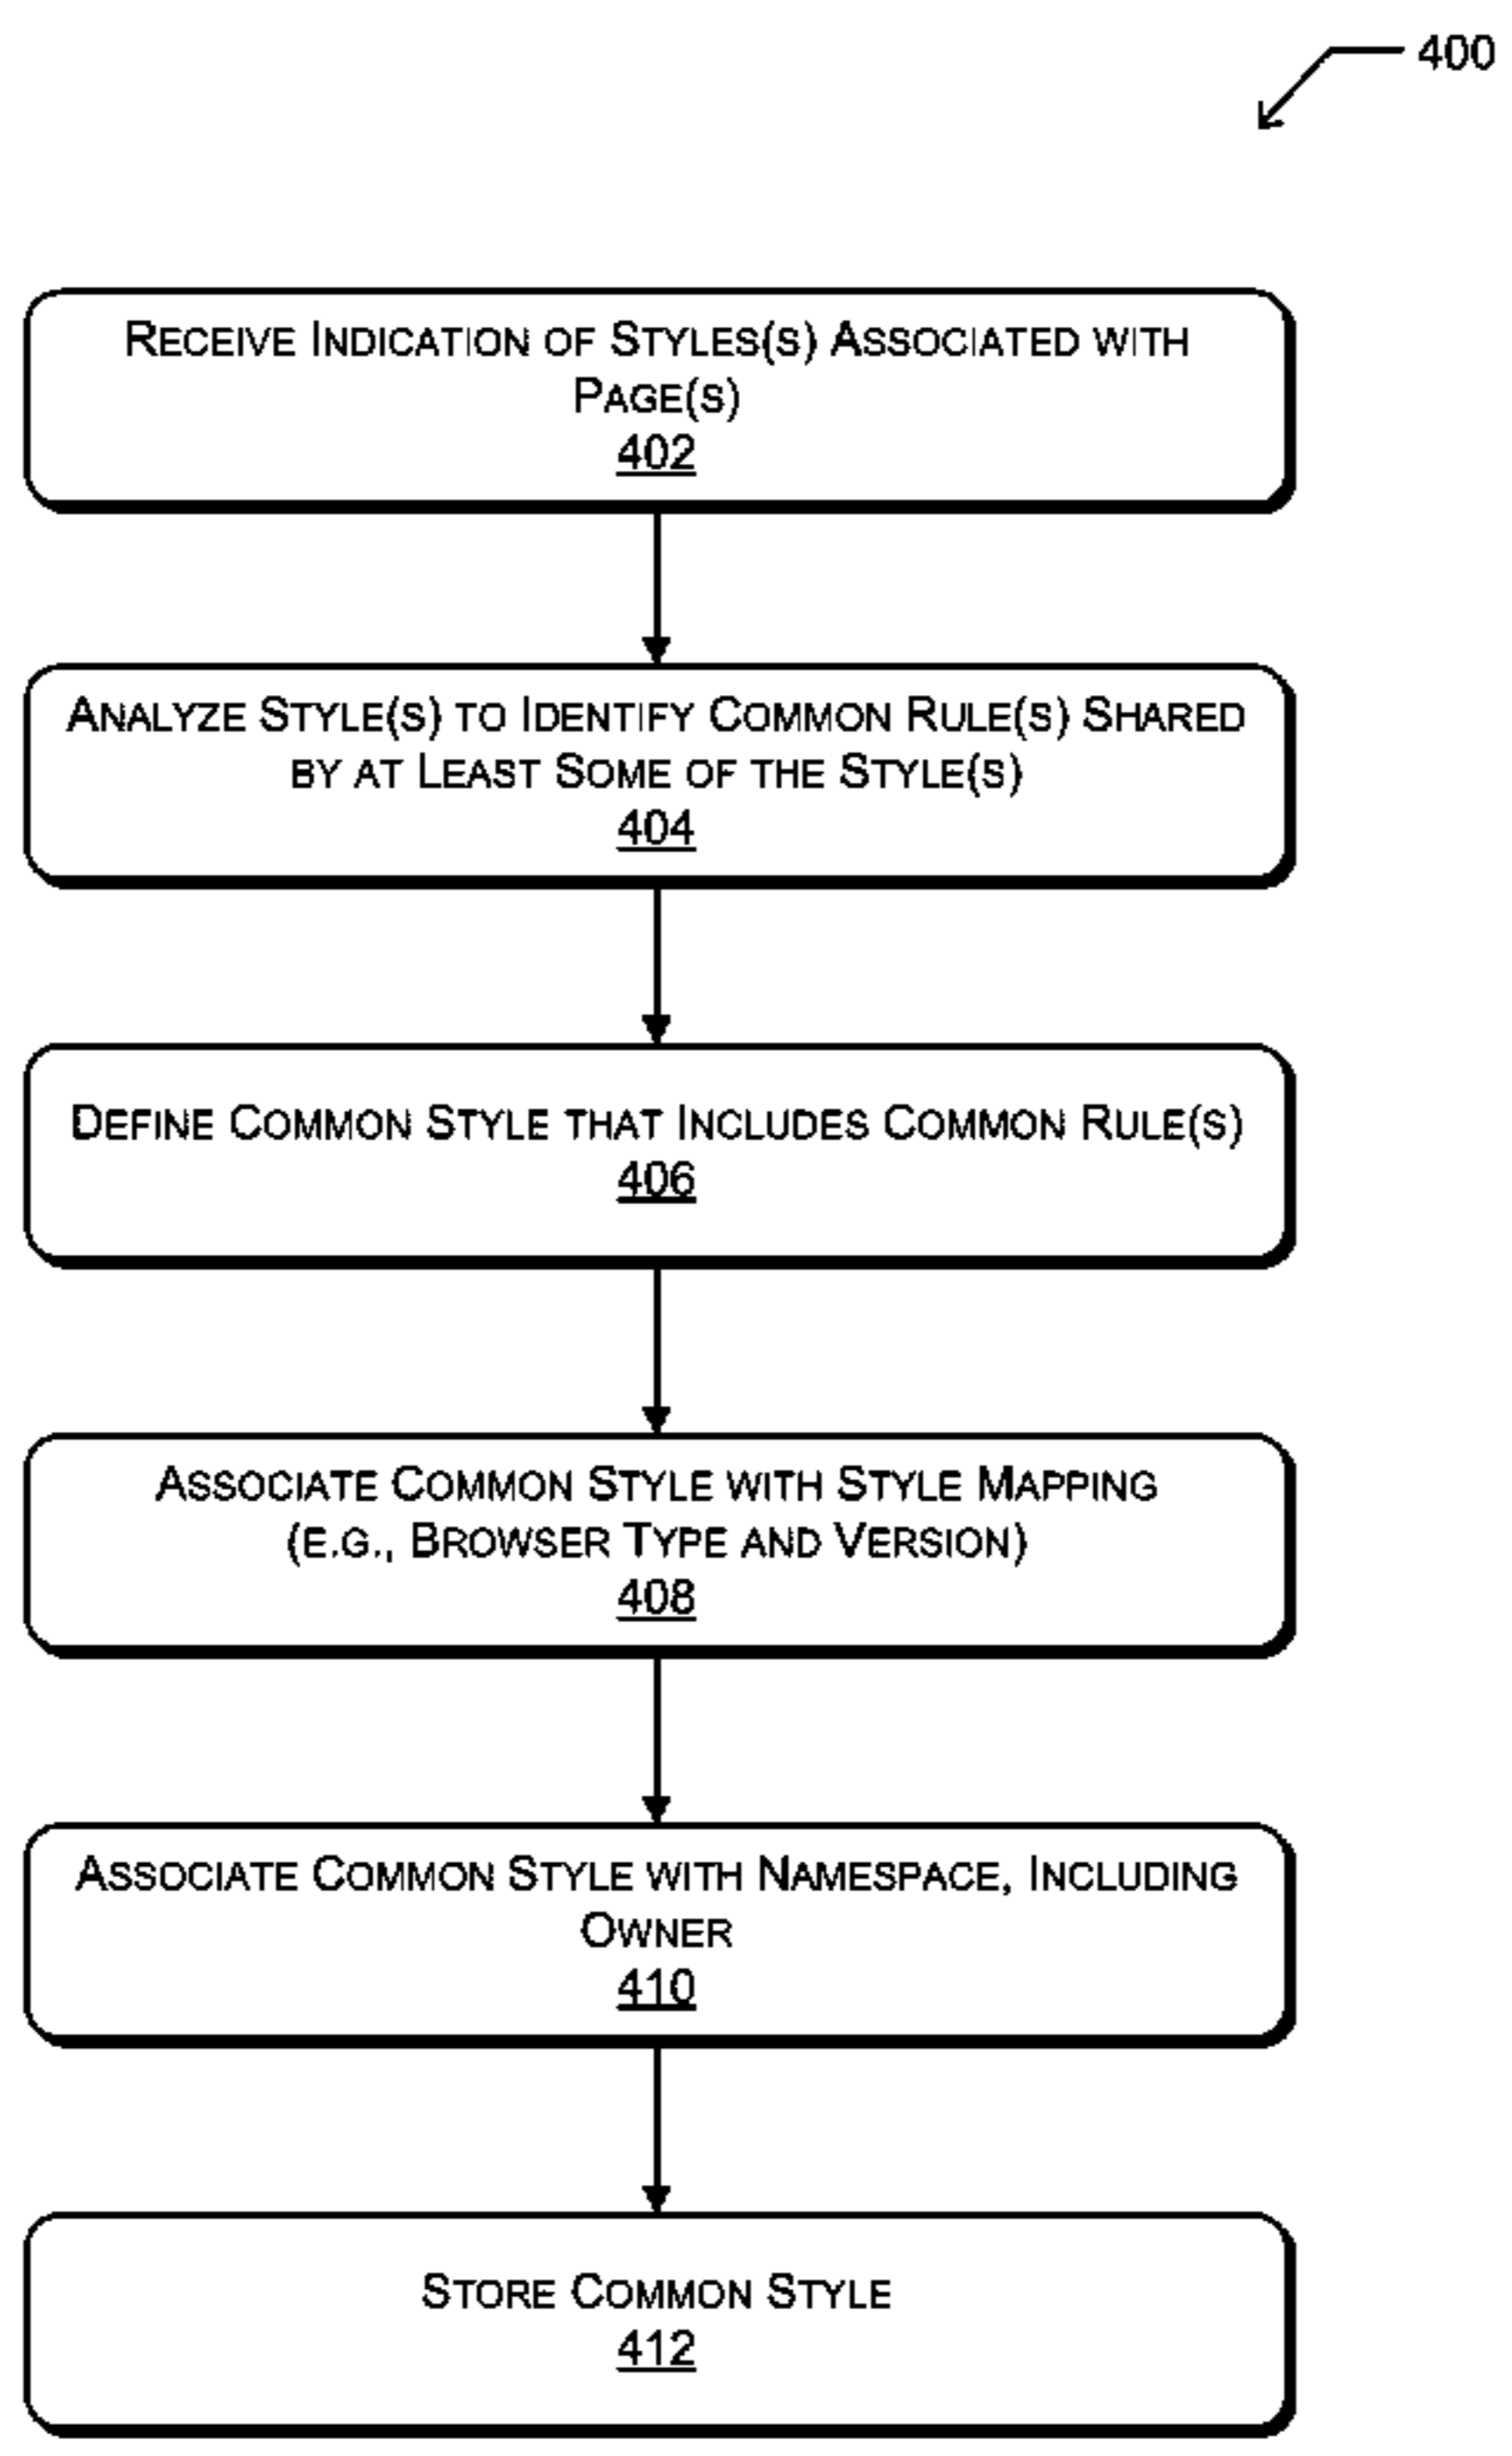 400
Receive Indication of Styles(s) Associated with
Page(s)
402
Analyze Style(s) to Identify Common Rule(s) Shared
by at Least Some of the Style(s)
404
Define Common Style that Includes Common Rule(s)
406
Associate Common Style with Style Mapping
(e.g., Browser Type and Version)
408
Associate Common Style with Namespace, Including
Owner
410
Store Common Style
412